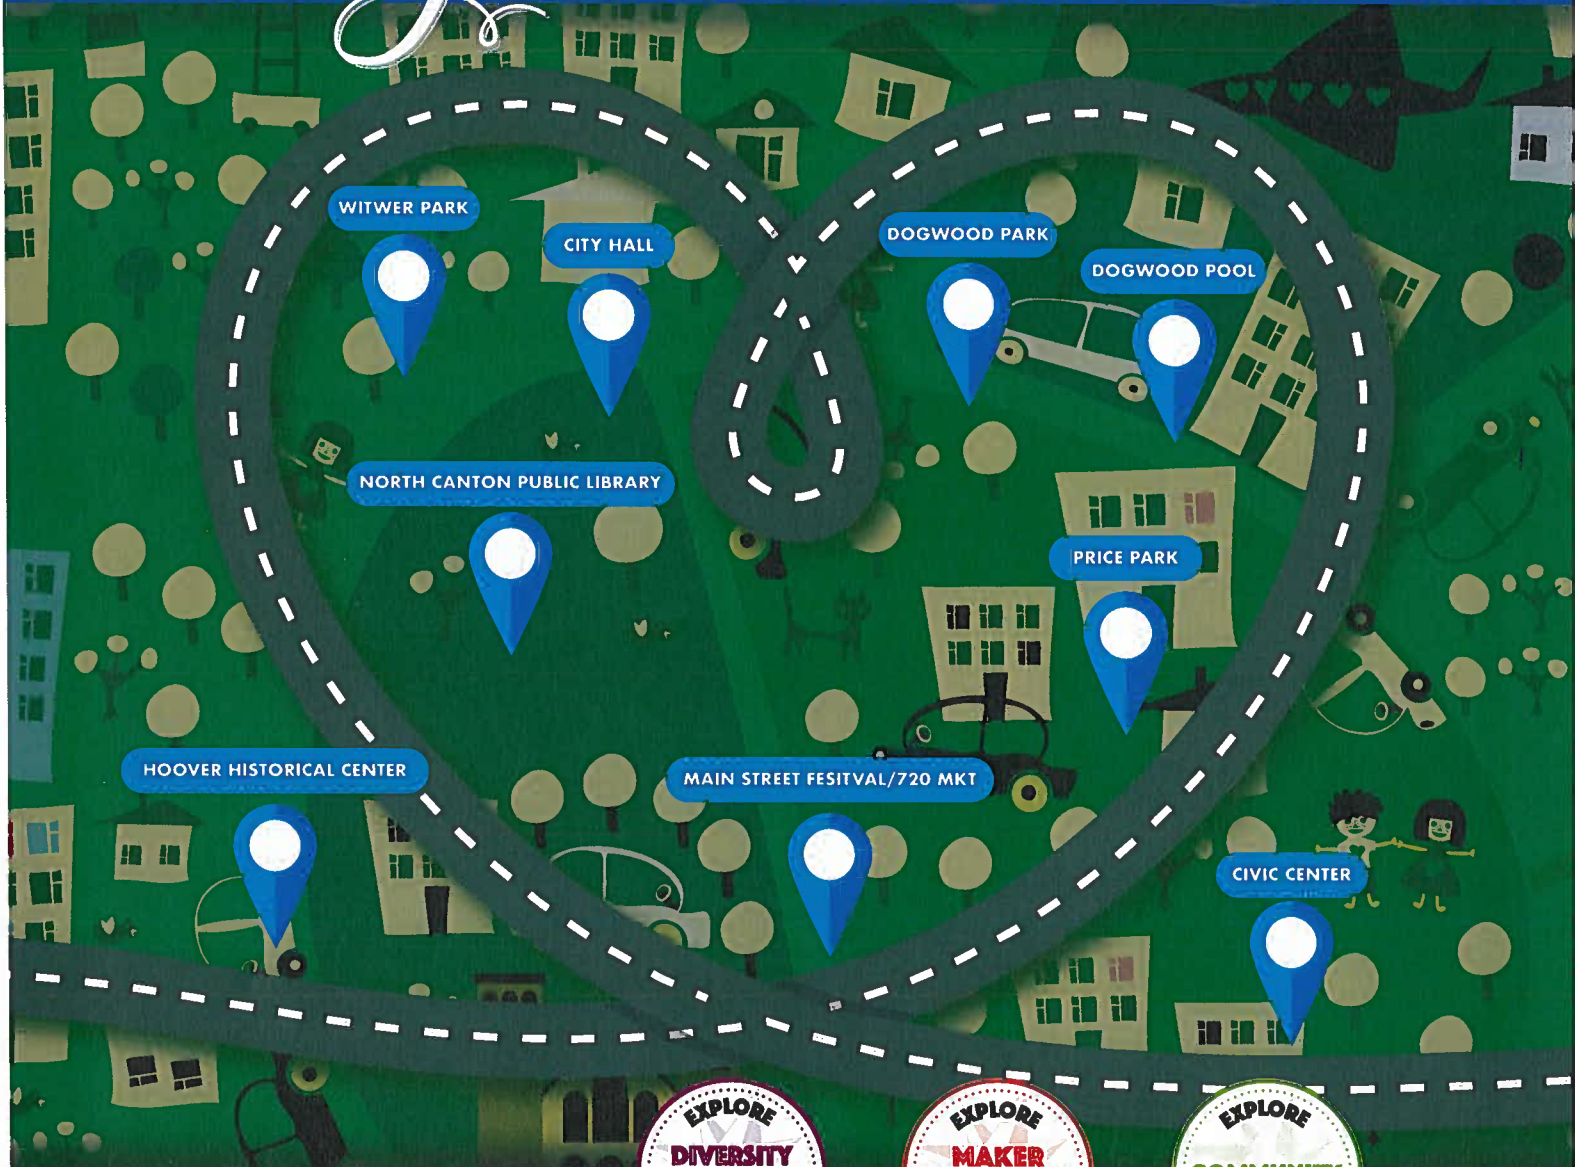 WITWER PARK
CITY HALL
DOGWOOD PARK
DOGWOOD POOL
NORTH CANTON PUBLIC LIBRARY
PRICE PARK
HOOVER HISTORICAL CENTER
MAIN STREET FESITVAL/720 MKT
CIVIC CENTER
EXPLORE
DIVERSITY
EXPLORE
MAKER
EXPLORE
COMMUNITY